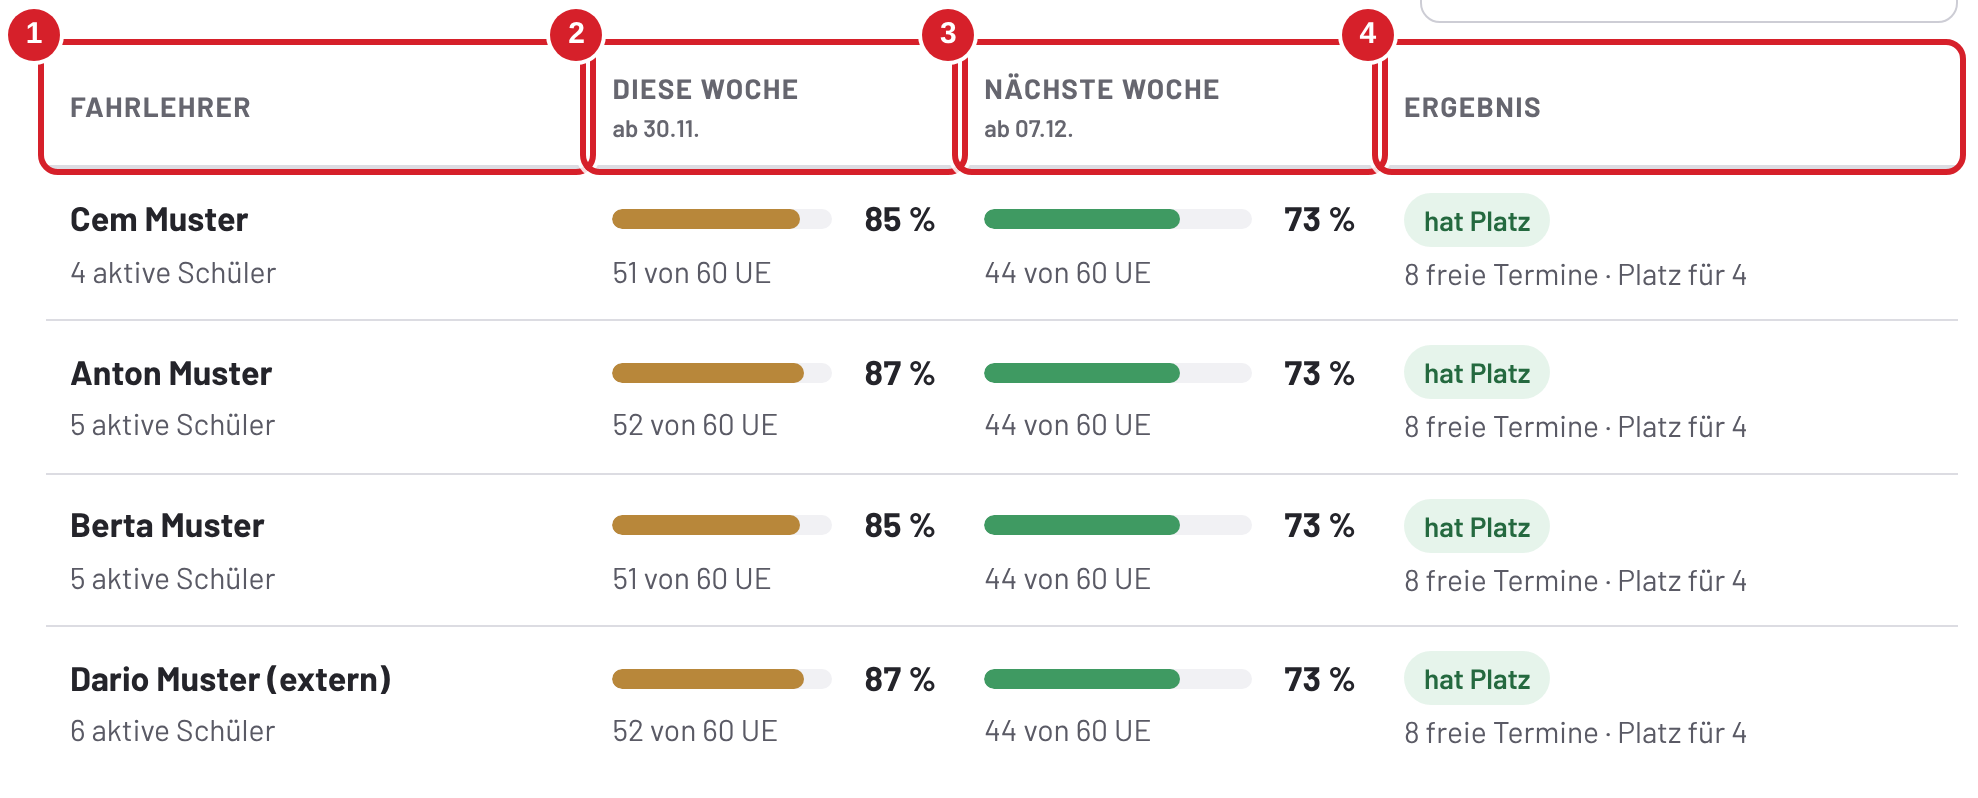 1
2
3
4
FAHRLEHRER
DIESE WOCHE
ab 30.11.
NÄCHSTE WOCHE
ab 07.12.
ERGEBNIS
Cem Muster
4 aktive Schüler
85 %
51 von 60 UE
73 %
44 von 60 UE
hat Platz
8 freie Termine · Platz für 4
Anton Muster
5 aktive Schüler
87 %
52 von 60 UE
73 %
44 von 60 UE
hat Platz
8 freie Termine · Platz für 4
Berta Muster
5 aktive Schüler
85 %
51 von 60 UE
73 %
44 von 60 UE
hat Platz
8 freie Termine · Platz für 4
Dario Muster (extern)
6 aktive Schüler
87 %
52 von 60 UE
73 %
44 von 60 UE
hat Platz
8 freie Termine · Platz für 4